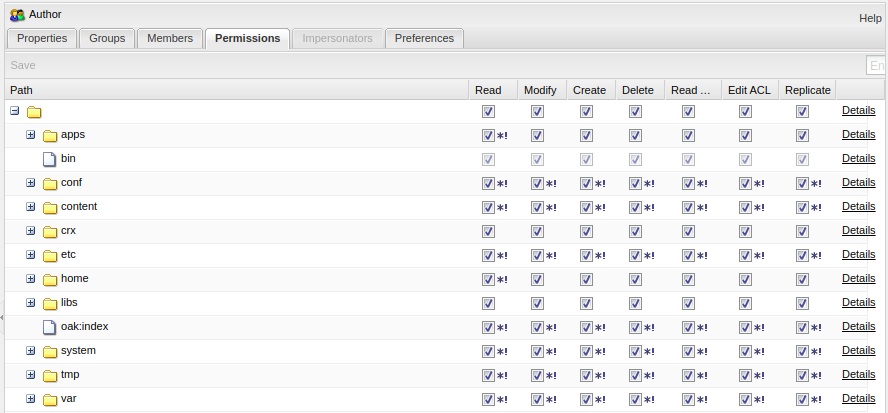 Author
Help
Properties Groups Members Permissions Impersonators Preferences
Save En
Path Read Modify Create Delete Read ... Edit ACL Replicate
Details
apps *! Details
bin Details
conf *! *! *! *! *! *! *! Details
content *! *! *! *! *! *! *! Details
crx Details
etc *! *! *! *! *! *! *! Details
home *! Details
libs Details
oak:index *! *! *! *! *! *! *! Details
system *! *! *! *! *! *! *! Details
tmp *! *! *! *! *! *! *! Details
var *! *! *! *! *! *! *! Details